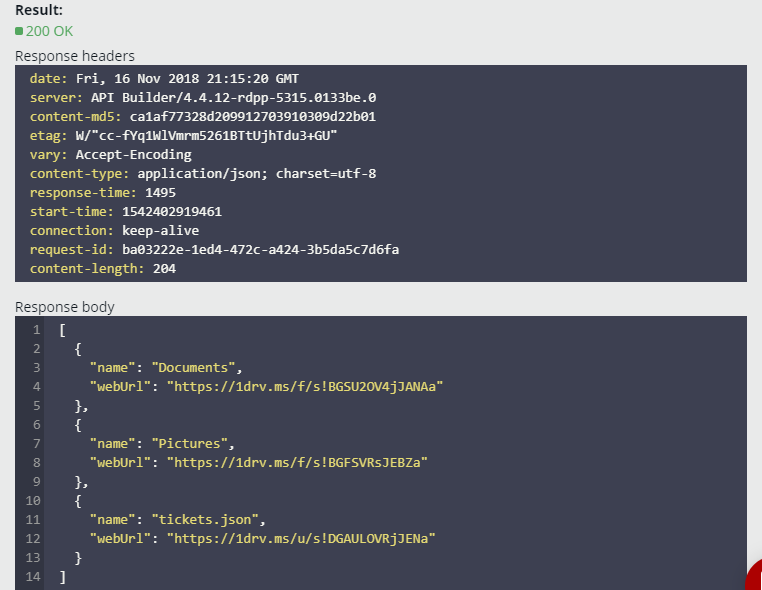 Result:
200 OK
Response headers
date: Fri, 16 Nov 2018 21:15:20 GMT
server: API Builder/4.4.12-rdpp-5315.0133be.0
content-md5: ca1af77328d209912703910309d22b01
etag: W/"cc-fYq1WlVmrm5261BTtUjhTdu3+GU"
vary: Accept-Encoding
content-type: application/json; charset=utf-8
response-time: 1495
start-time: 1542402919461
connection: keep-alive
request-id: ba03222e-1ed4-472c-a424-3b5da5c7d6fa
content-length: 204
Response body
1 [
2 {
3 "name": "Documents",
4 "webUrl": "https://1drv.ms/f/s!BGSU2OV4jJANAa"
5 },
6 {
7 "name": "Pictures",
8 "webUrl": "https://1drv.ms/f/s!BGFSVRsJEBZa"
9 },
10 {
11 "name": "tickets.json",
12 "webUrl": "https://1drv.ms/u/s!DGAULOVRjJENa"
13 }
14 ]